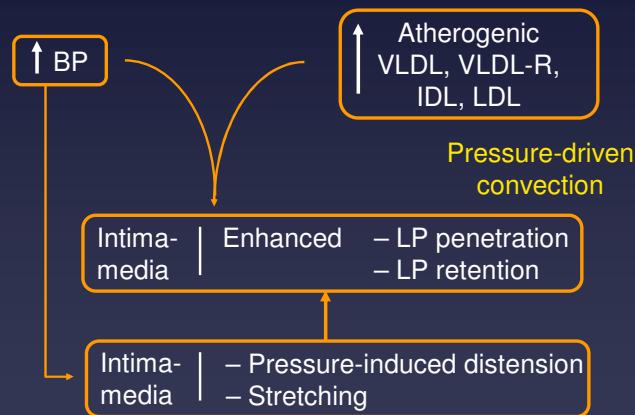 BP
Atherogenic
VLDL, VLDL-R,
IDL, LDL
Pressure-driven
convection
Intima- Enhanced – LP penetration
media – LP retention
Intima- – Pressure-induced distension
media – Stretching